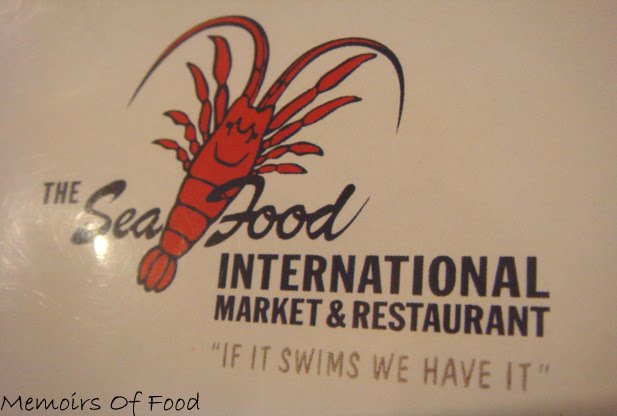 THE Sea Food
INTERNATIONAL
MARKET & RESTAURANT
"IF IT SWIMS WE HAVE IT"
Memoirs Of Food